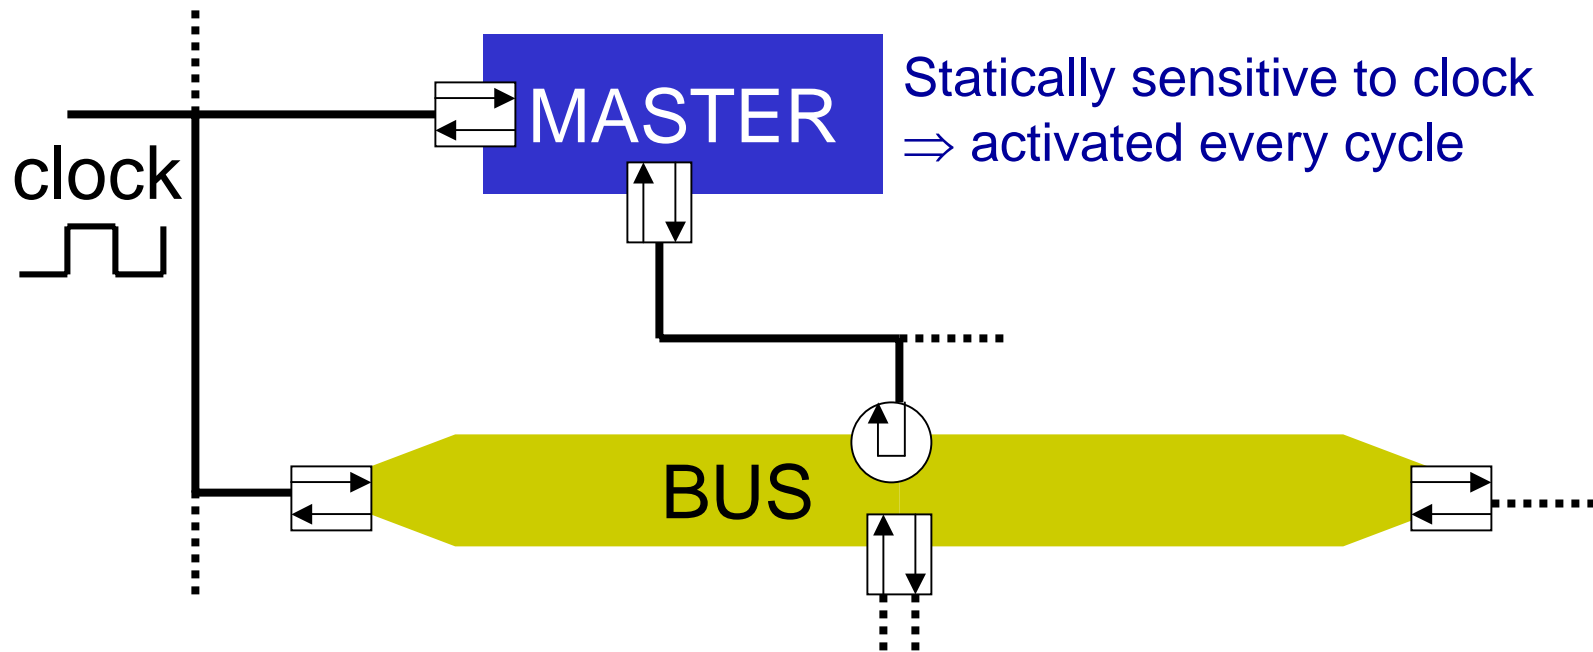 MASTER
Statically sensitive to clock
⇒ activated every cycle
clock
BUS